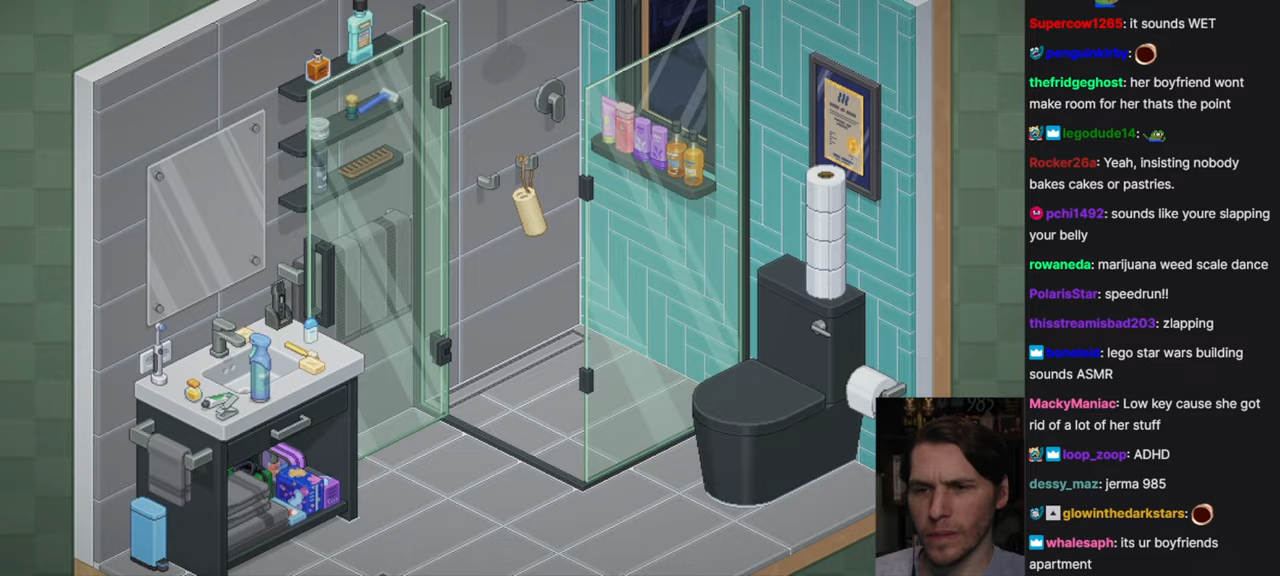 Supercow1265: it sounds WET
penguinkirby:
thefridgeghost: her boyfriend wont
make room for her thats the point
legodude14:
Rocker26a: Yeah, insisting nobody
bakes cakes or pastries.
pchi1492: sounds like youre slapping
your belly
rowaneda: marijuana weed scale dance
PolarisStar: speedrun!!
thisstreamisbad203: zlapping
: lego star wars building
sounds ASMR
MackyManiac: Low key cause she got
rid of a lot of her stuff
loop_zoop: ADHD
dessy_maz: jerma 985
glowinthedarkstars:
whalesaph: its ur boyfriends
apartment